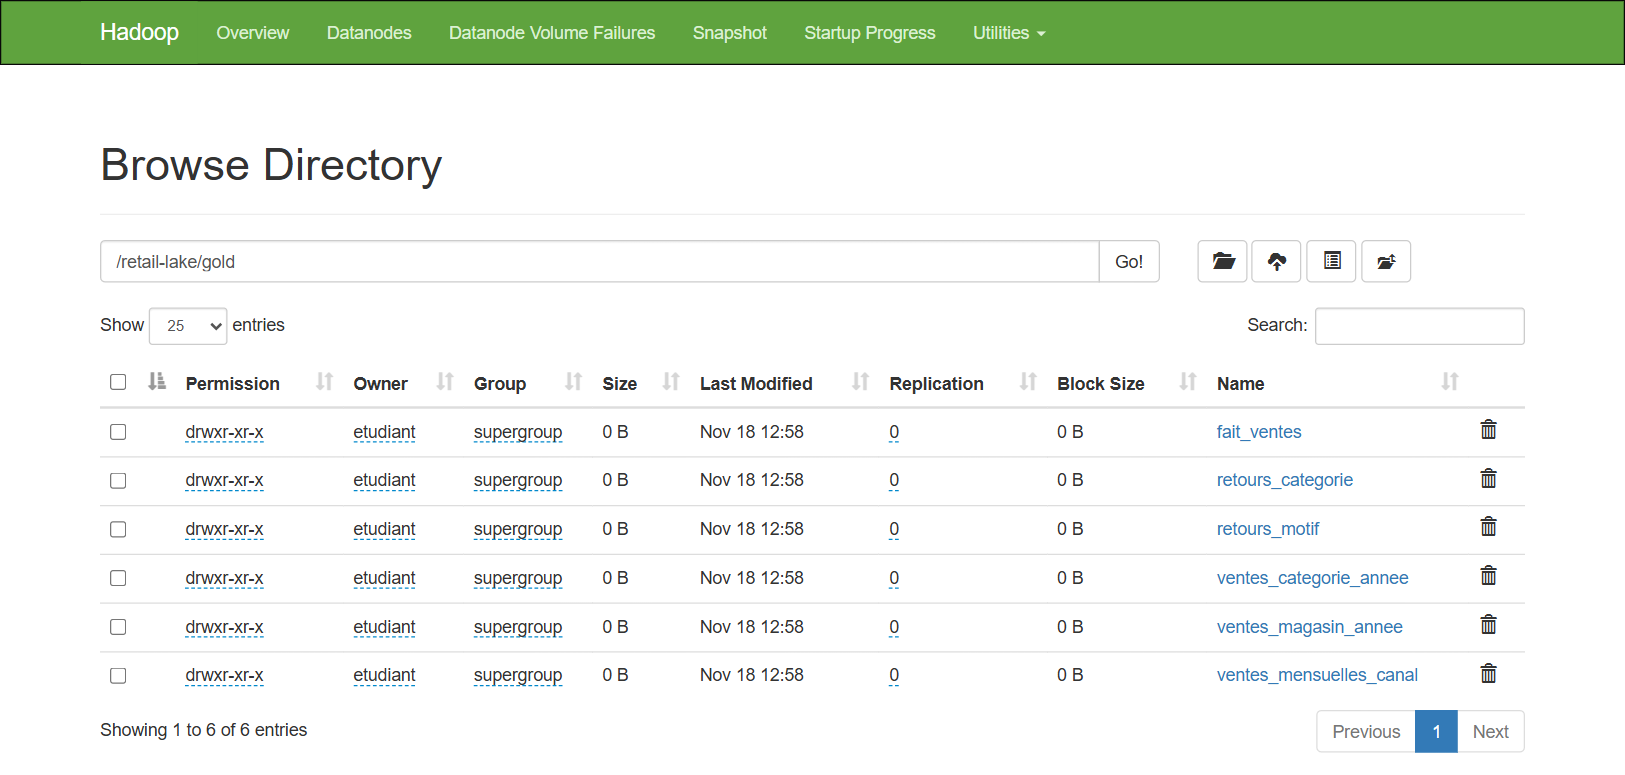 Hadoop Overview Datanodes Datanode Volume Failures Snapshot Startup Progress Utilities
Browse Directory
/retail-lake/gold Go!
Show 25 entries Search:
Permission Owner Group Size Last Modified Replication Block Size Name
drwxr-xr-x etudiant supergroup 0 B Nov 18 12:58 0 0 B fait_ventes
drwxr-xr-x etudiant supergroup 0 B Nov 18 12:58 0 0 B retours_categorie
drwxr-xr-x etudiant supergroup 0 B Nov 18 12:58 0 0 B retours_motif
drwxr-xr-x etudiant supergroup 0 B Nov 18 12:58 0 0 B ventes_categorie_annee
drwxr-xr-x etudiant supergroup 0 B Nov 18 12:58 0 0 B ventes_magasin_annee
drwxr-xr-x etudiant supergroup 0 B Nov 18 12:58 0 0 B ventes_mensuelles_canal
Showing 1 to 6 of 6 entries Previous 1 Next